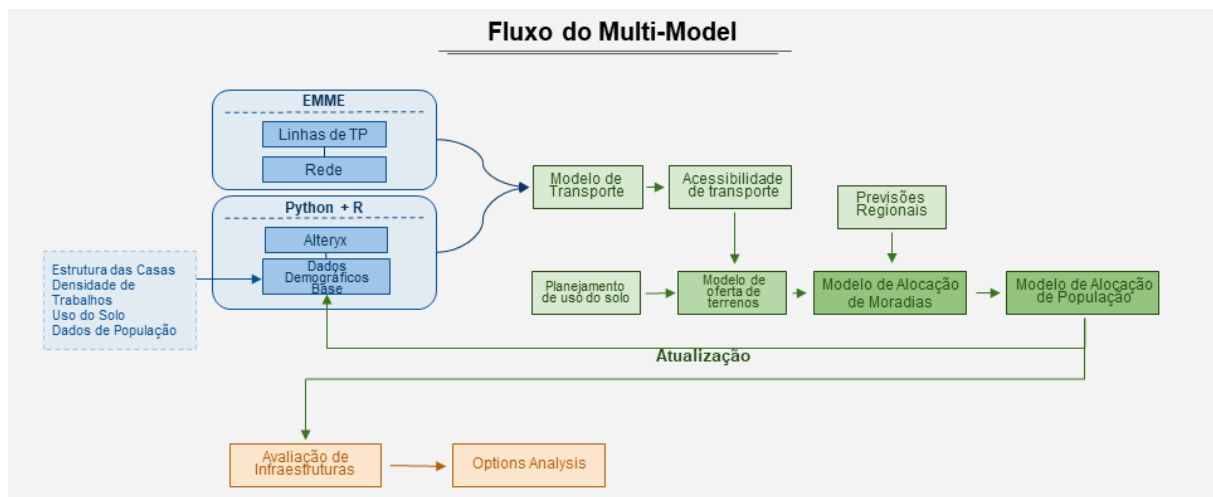 Fluxo do Multi-Model
EMME
Linhas de TP
Rede
Python + R
Alteryx
Dados
Demográficos
Base
Estrutura das Casas
Densidade de
Trabalhos
Uso do Solo
Dados de População
Modelo de
Transporte
Acessibilidade
de transporte
Previsões
Regionais
Planejamento
de uso do solo
Modelo de
oferta de
terrenos
Modelo de Alocação
de Moradias
Modelo de Alocação
de População
Atualização
Avaliação de
Infraestruturas
Options Analysis